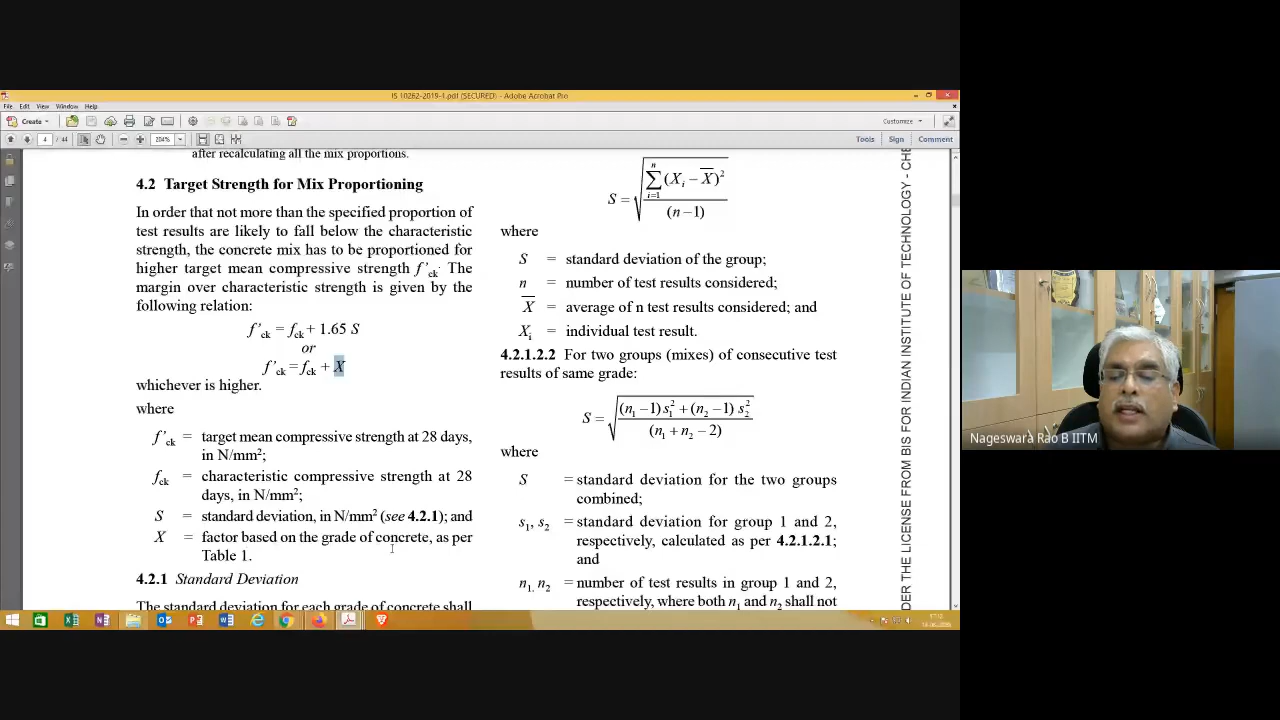 IS 10262-2019-1.pdf (SECURED) - Adobe Acrobat Pro
File Edit View Window Help
Create
Customize
4 / 44
204%
Tools Sign Comment
after recalculating all the mix proportions.
4.2 Target Strength for Mix Proportioning
In order that not more than the specified proportion of
test results are likely to fall below the characteristic
strength, the concrete mix has to be proportioned for
higher target mean compressive strength f'ck. The
margin over characteristic strength is given by the
following relation:
f'ck = fck + 1.65 S
or
f'ck = fck + X
whichever is higher.
where
f'ck = target mean compressive strength at 28 days,
in N/mm²;
fck = characteristic compressive strength at 28
days, in N/mm²;
S = standard deviation, in N/mm² (see 4.2.1); and
X = factor based on the grade of concrete, as per
Table 1.
4.2.1 Standard Deviation
The standard deviation for each grade of concrete shall
S = √(∑ⁿᵢ₌₁ (Xi – X̅)² / (n –1))
where
S = standard deviation of the group;
n = number of test results considered;
X̅ = average of n test results considered; and
Xi = individual test result.
4.2.1.2.2 For two groups (mixes) of consecutive test
results of same grade:
S = √(((n₁ –1)s₁² + (n₂ –1) s₂²) / (n₁ + n₂ – 2))
where
S = standard deviation for the two groups
combined;
s₁, s₂ = standard deviation for group 1 and 2,
respectively, calculated as per 4.2.1.2.1;
and
n₁, n₂ = number of test results in group 1 and 2,
respectively, where both n₁ and n₂ shall not
DER THE LICENSE FROM BIS FOR INDIAN INSTITUTE OF TECHNOLOGY - CHE
Nageswara Rao B IITM